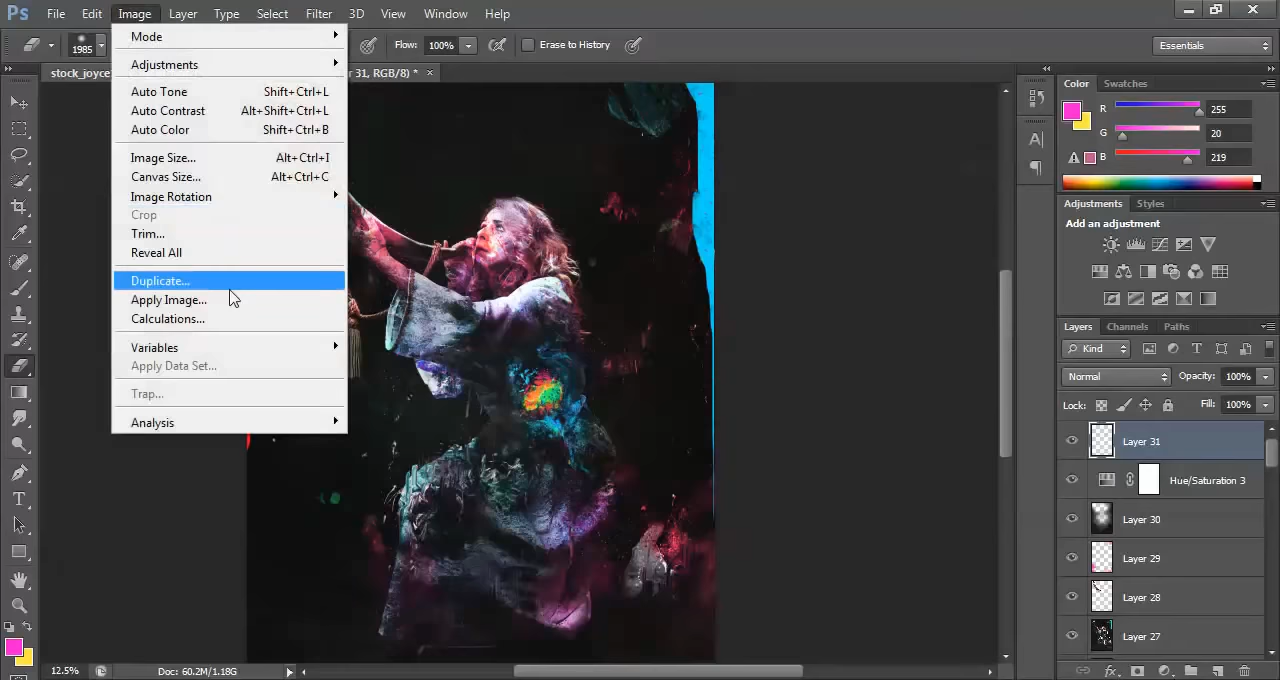 Ps File Edit Image Layer Type Select Filter 3D View Window Help
1985 Flow: 100% Erase to History Essentials
stock_joyce r 31, RGB/8) * ×
Mode
Adjustments
Auto Tone Shift+Ctrl+L
Auto Contrast Alt+Shift+Ctrl+L
Auto Color Shift+Ctrl+B
Image Size... Alt+Ctrl+I
Canvas Size... Alt+Ctrl+C
Image Rotation
Crop
Trim...
Reveal All
Duplicate...
Apply Image...
Calculations...
Variables
Apply Data Set...
Trap...
Analysis
Color Swatches
R 255
G 20
B 219
Adjustments Styles
Add an adjustment
Layers Channels Paths
Kind
Normal Opacity: 100%
Lock: Fill: 100%
Layer 31
Hue/Saturation 3
Layer 30
Layer 29
Layer 28
Layer 27
12.5% Doc: 60.2M/1.18G